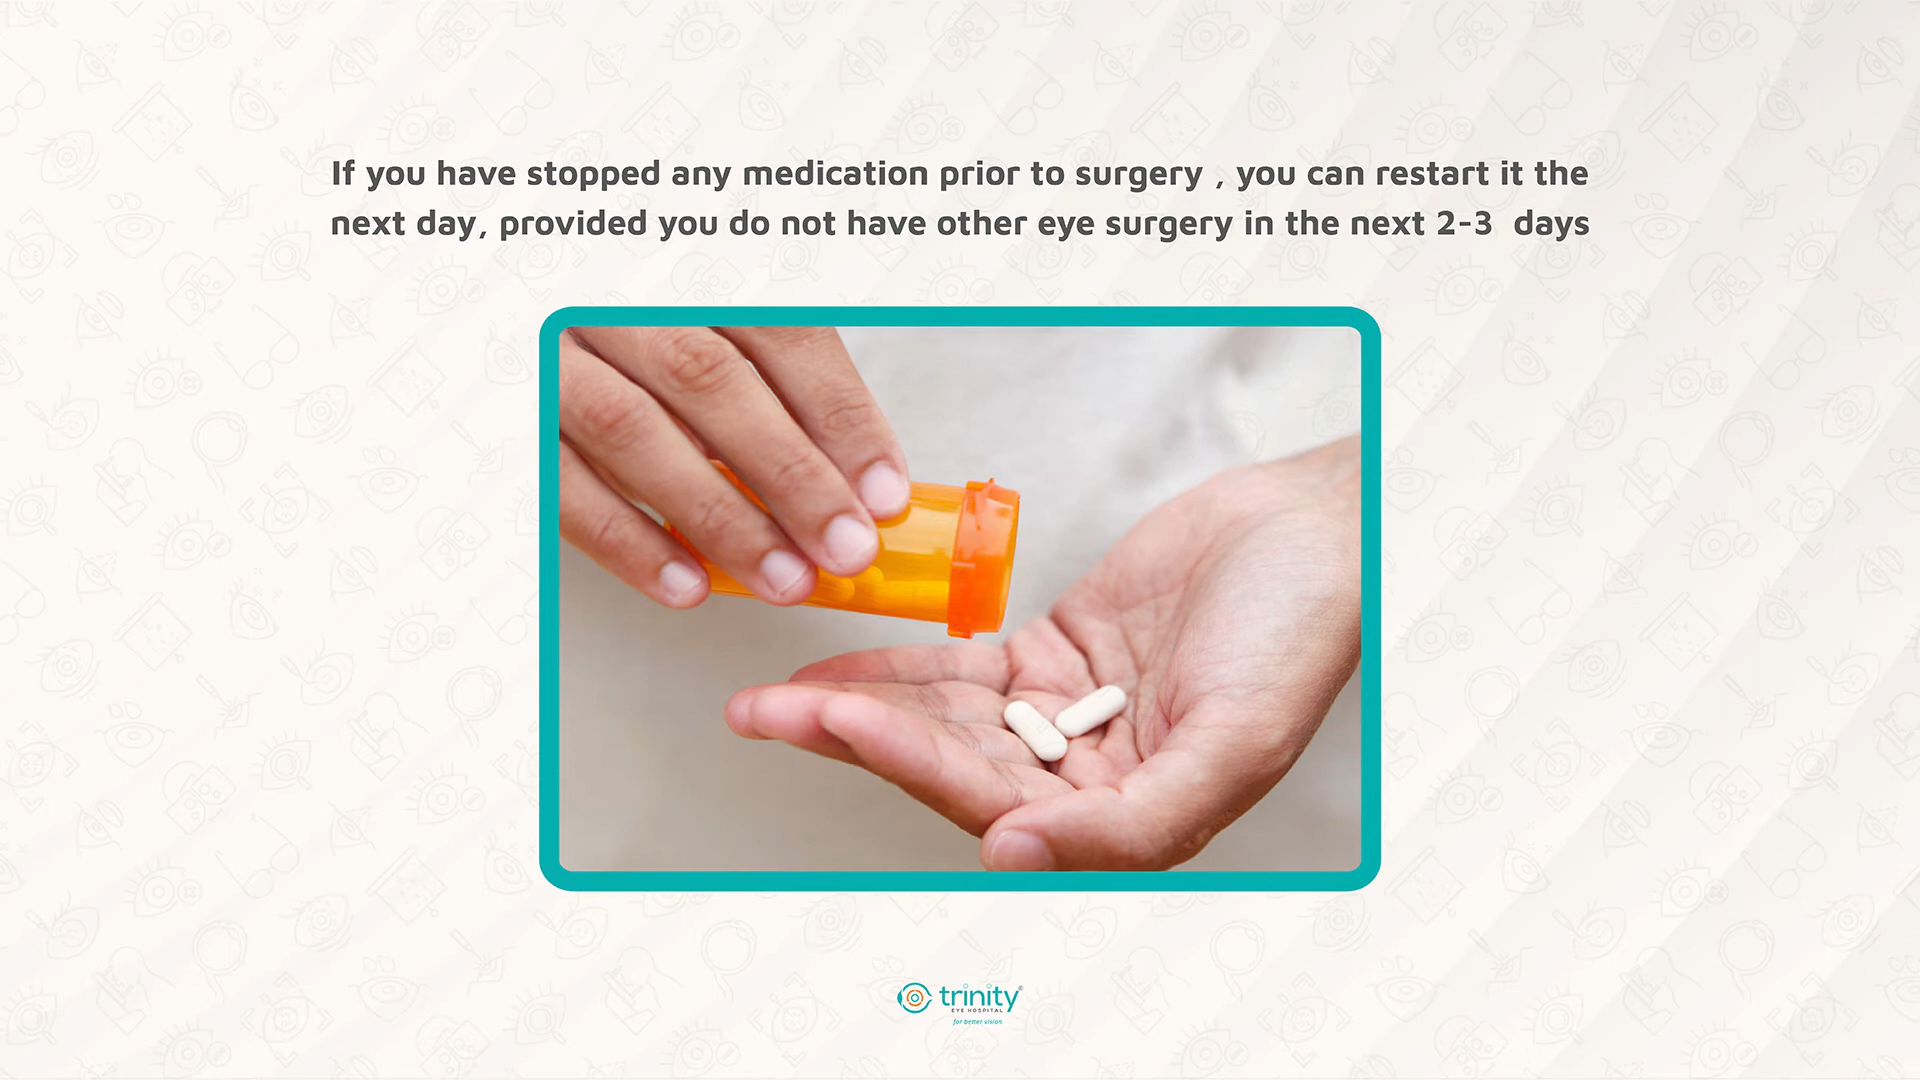 If you have stopped any medication prior to surgery , you can restart it the
next day, provided you do not have other eye surgery in the next 2-3  days
trinity®
EYE HOSPITAL
for better vision